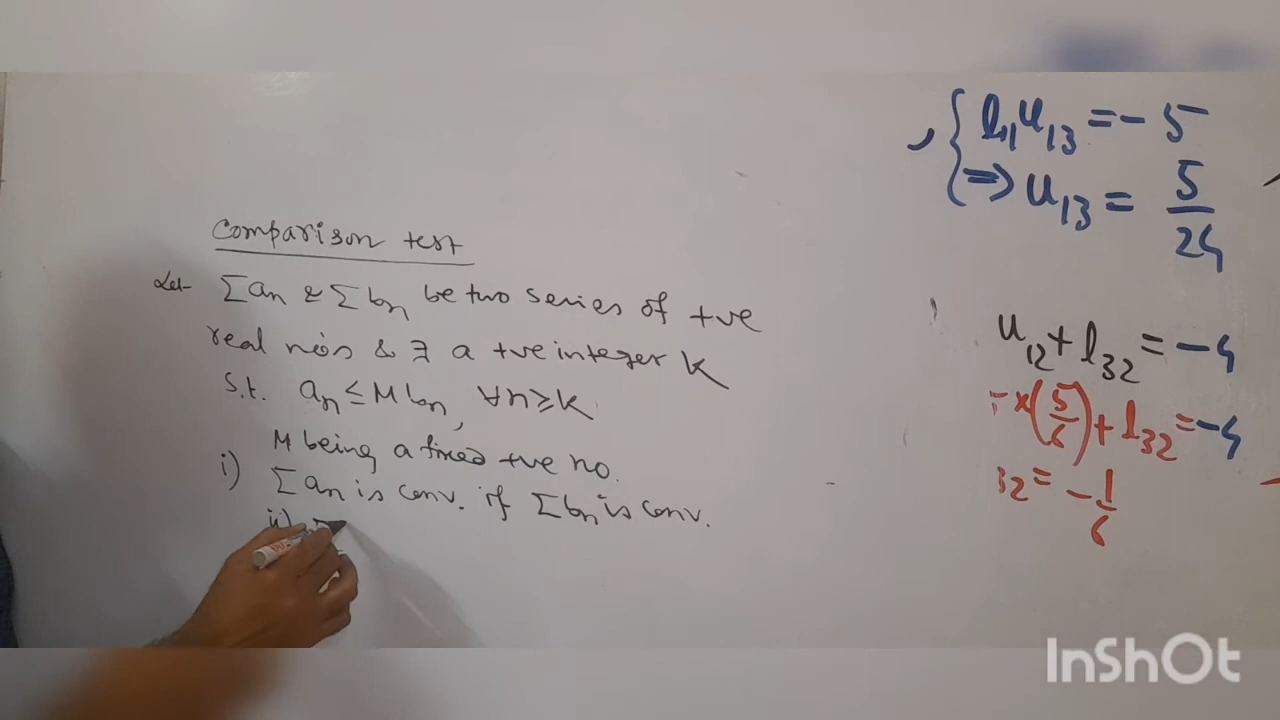 Comparison test
Let Σan & Σbn be two series of +ve
real no's & ∃ a +ve integer K
s.t. an ≤ M bn, ∀n ≥ K
M being a fixed +ve no.
i) Σan is conv. if Σbn is conv.
ii) Σ
, { l11 u13 = - 5
⇒ u13 = 5/24
u12 + l32 = -4
×(5/6) + l32 = -4
32 = -1/6
InShOt